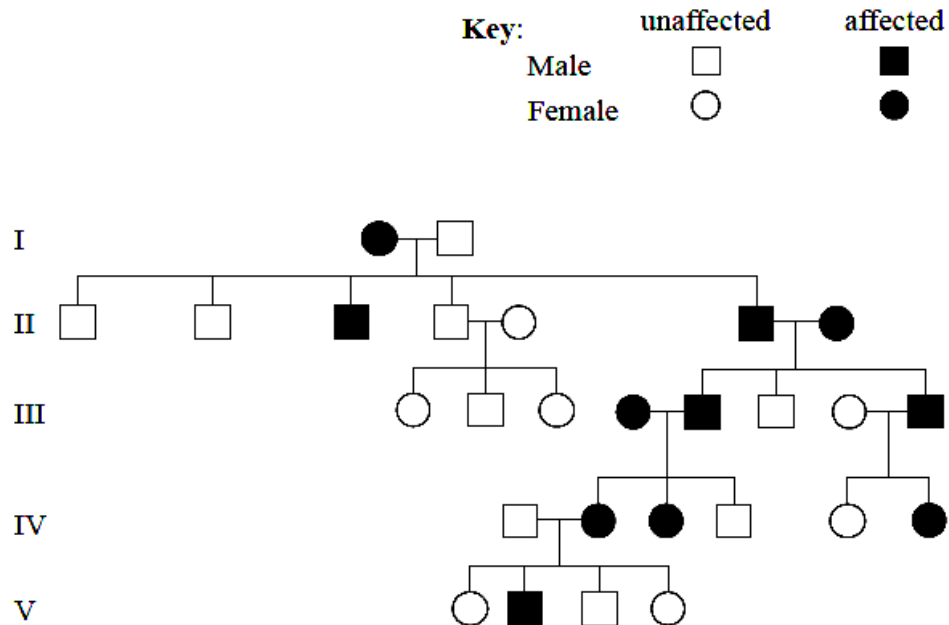 Key: unaffected affected
Male
Female
I
II
III
IV
V